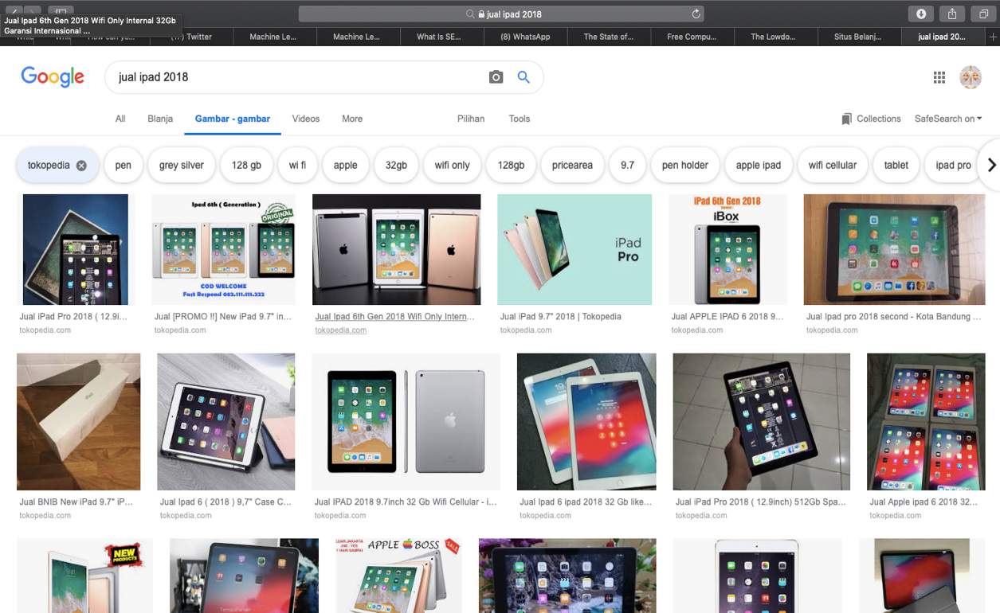 jual ipad 2018
Jual Ipad 6th Gen 2018 Wifi Only Internal 32Gb
Garansi Internasional ...
Twitter
Machine Le...
Machine Le...
What Is SE...
(8) WhatsApp
The State of...
Free Compu...
The Lowdo...
Situs Belanj...
jual ipad 20...
Google
jual ipad 2018
All
Blanja
Gambar - gambar
Videos
More
Pilihan
Tools
Collections
SafeSearch on
tokopedia
pen
grey silver
128 gb
wi fi
apple
32gb
wifi only
128gb
pricearea
9.7
pen holder
apple ipad
wifi cellular
tablet
ipad pro
Ipad 6th ( Generation )
ORIGINAL
COD WELCOME
Fast Respond 082.111.111.222
iPad
Pro
iPad 6th Gen 2018
iBox
Jual iPad Pro 2018 ( 12.9i...
tokopedia.com
Jual [PROMO !!] New iPad 9.7" in...
tokopedia.com
Jual Ipad 6th Gen 2018 Wifi Only Intern...
tokopedia.com
Jual iPad 9.7" 2018 | Tokopedia
tokopedia.com
Jual APPLE IPAD 6 2018 9...
tokopedia.com
Jual Ipad pro 2018 second - Kota Bandung ...
tokopedia.com
Jual BNIB New iPad 9.7" iP...
tokopedia.com
Jual Ipad 6 ( 2018 ) 9,7" Case C...
tokopedia.com
Jual IPAD 2018 9.7inch 32 Gb Wifi Cellular - i...
tokopedia.com
Jual Ipad 6 ipad 2018 32 Gb like...
tokopedia.com
Jual iPad Pro 2018 ( 12.9inch) 512Gb Spa...
tokopedia.com
Jual Apple ipad 6 2018 32...
tokopedia.com
NEW
PRODUCTS
LUAR JAKARTA
JNE - YES
1 HARI SAMPAI
APPLE BOSS
SALE